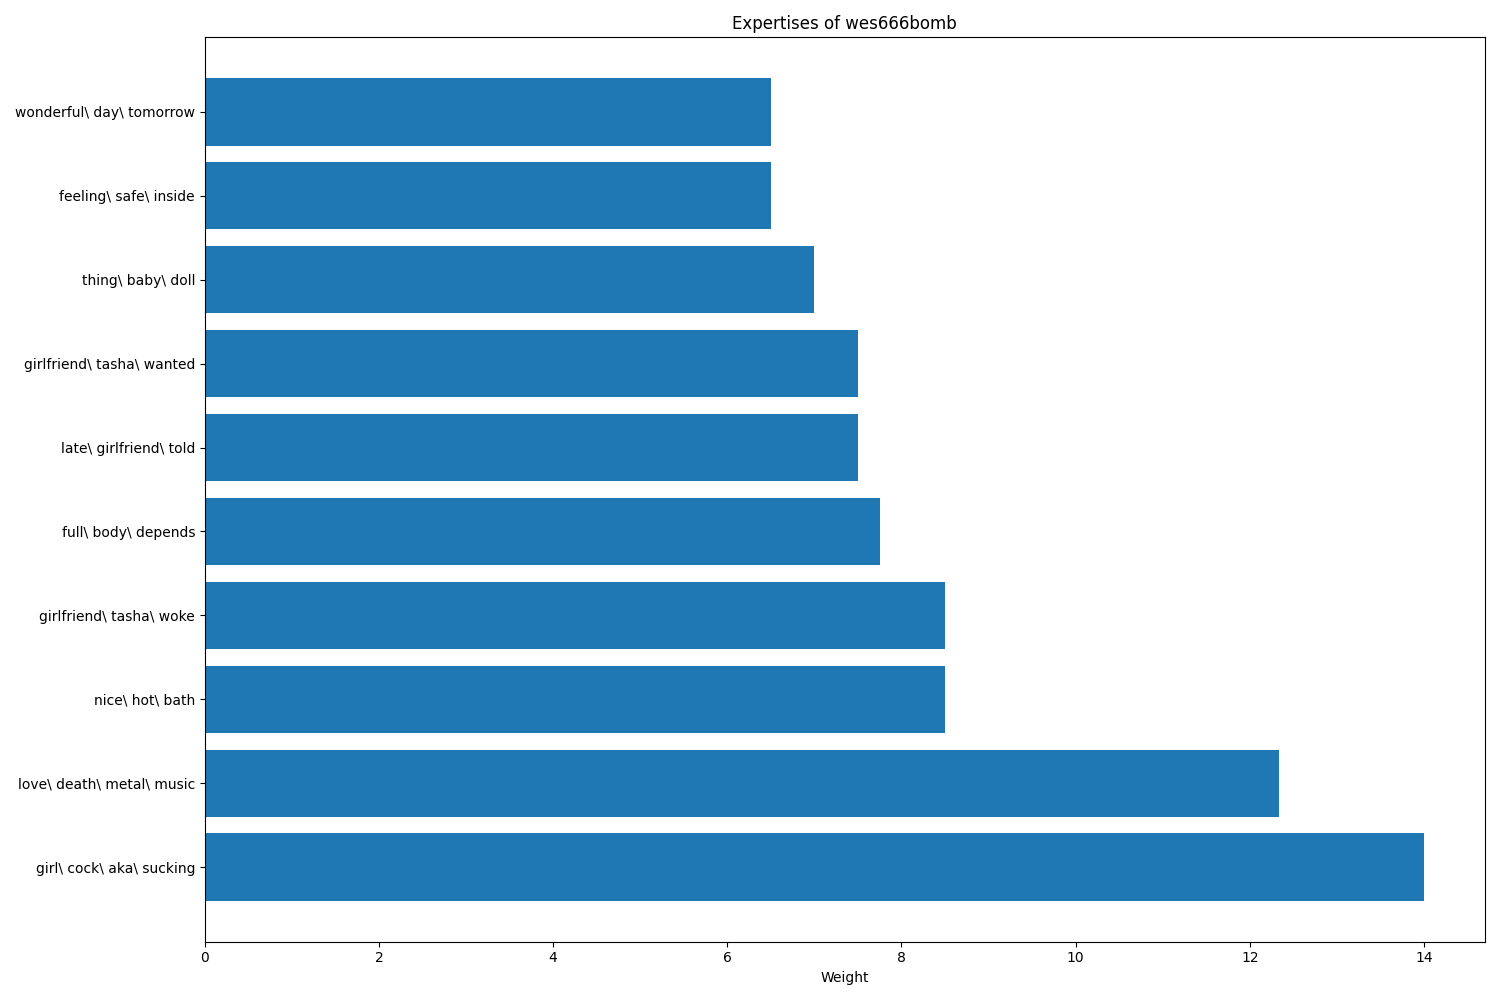 Expertises of wes666bomb
wonderful\ day\ tomorrow
feeling\ safe\ inside
thing\ baby\ doll
girlfriend\ tasha\ wanted
late\ girlfriend\ told
full\ body\ depends
girlfriend\ tasha\ woke
nice\ hot\ bath
love\ death\ metal\ music
girl\ cock\ aka\ sucking
0 2 4 6 8 10 12 14
Weight